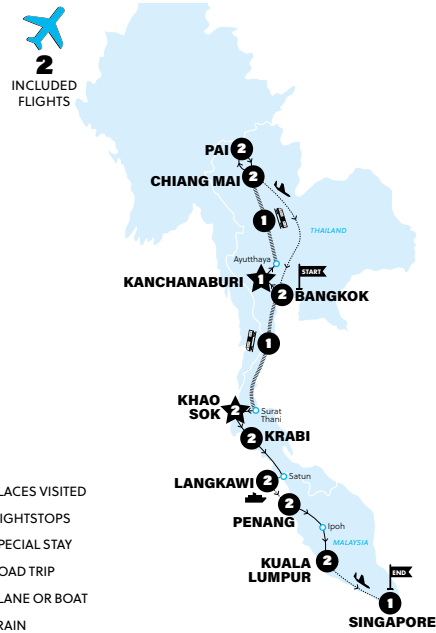 2
INCLUDED
FLIGHTS
PAI 2
CHIANG MAI 2
1
THAILAND
Ayutthaya
KANCHANABURI 1
START
2 BANGKOK
1
KHAO
SOK
2
Surat
Thani
2 KRABI
LANGKAWI 2
Satun
PENANG 2
Ipoh
MALAYSIA
KUALA
LUMPUR
2
END
1
SINGAPORE
LACES VISITED
IGHTSTOPS
PECIAL STAY
OAD TRIP
LANE OR BOAT
RAIN